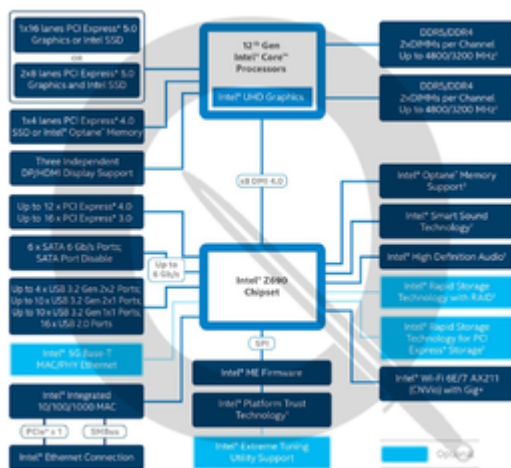 1x16 lanes PCI Express* 5.0
Graphics or Intel SSD
OR
2x8 lanes PCI Express* 5.0
Graphics and Intel SSD
1x4 lanes PCI Express* 4.0
SSD or Intel® Optane™ Memory
Three Independent
DP/HDMI Display Support
12th Gen
Intel® Core™
Processors
Intel® UHD Graphics
DDR5/DDR4
2xDIMMs per Channel
Up to 4800/3200 MHz¹
DDR5/DDR4
2xDIMMs per Channel
Up to 4800/3200 MHz¹
x8 DMI 4.0
Up to 12 x PCI Express* 4.0
Up to 16 x PCI Express* 3.0
6 x SATA 6 Gb/s Ports;
SATA Port Disable
Up to
6 Gb/s
Up to 4 x USB 3.2 Gen 2x2 Ports;
Up to 10 x USB 3.2 Gen 2x1 Ports;
Up to 10 x USB 3.2 Gen 1x1 Ports;
16 x USB 2.0 Ports
Intel® 5G Base-T
MAC/PHY Ethernet
Intel® Integrated
10/100/1000 MAC
PCIe* x 1
SMBus
Intel® Ethernet Connection
Intel® Z690
Chipset
SPI
Intel® ME Firmware
Intel® Platform Trust
Technology¹
Intel® Extreme Tuning
Utility Support
Intel® Optane™ Memory
Support¹
Intel® Smart Sound
Technology¹
Intel® High Definition Audio¹
Intel® Rapid Storage
Technology with RAID¹
Intel® Rapid Storage
Technology for PCI
Express* Storage¹
Intel® Wi-Fi 6E/7 AX211
(CNVio) with Gig+
Optional